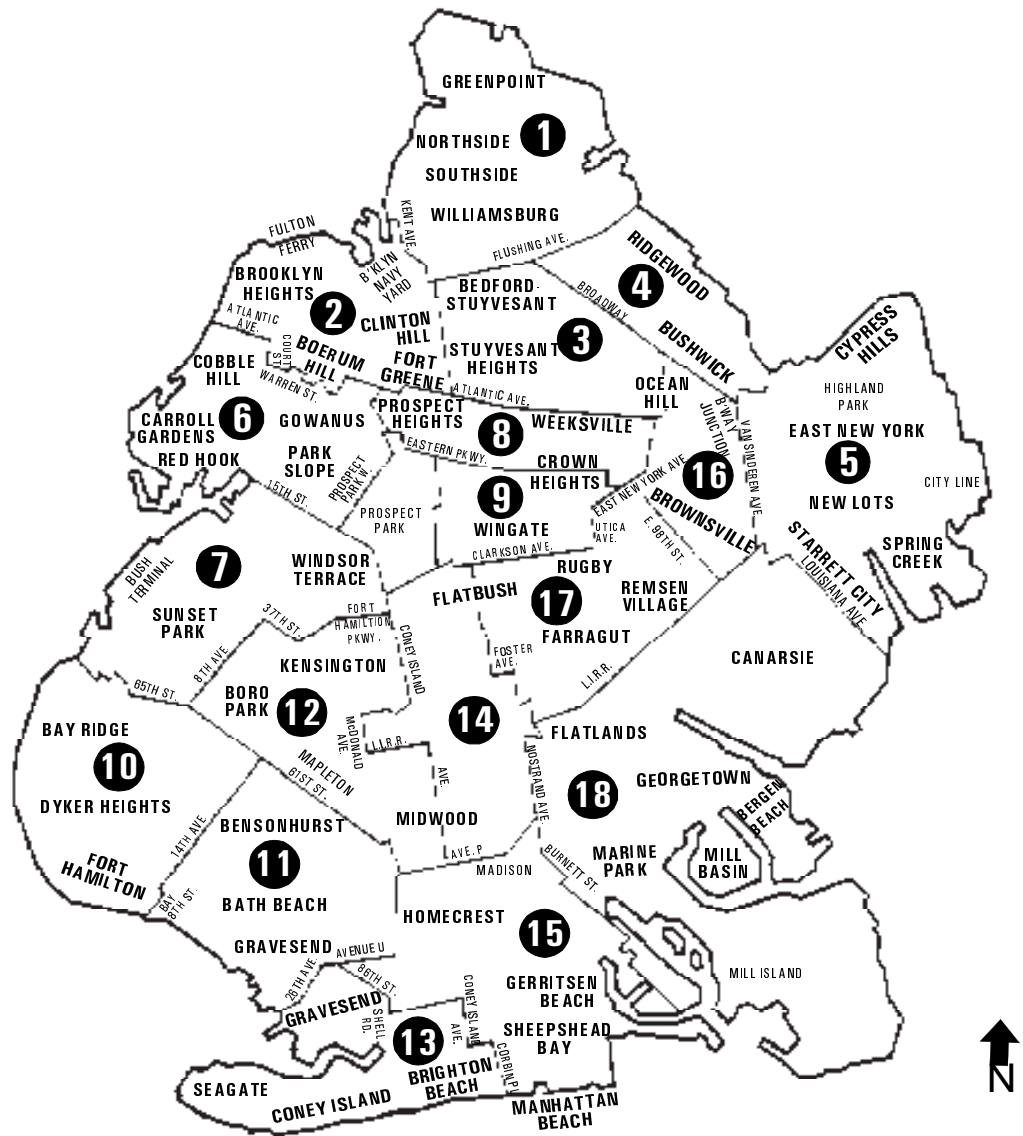 GREENPOINT
1
NORTHSIDE
SOUTHSIDE
WILLIAMSBURG
KENT AVE.
FLUSHING AVE.
FULTON
FERRY
B'KLYN
NAVY
YARD
BROOKLYN
HEIGHTS
2
CLINTON
HILL
ATLANTIC
AVE.
COURT
ST.
BOERUM
HILL
FORT
GREENE
BEDFORD-
STUYVESANT
STUYVESANT
HEIGHTS
3
BROADWAY
RIDGEWOOD
4
BUSHWICK
OCEAN
HILL
ATLANTIC AVE.
CYPRESS
HILLS
HIGHLAND
PARK
EAST NEW YORK
5
NEW LOTS
CITY LINE
SPRING
CREEK
STARRETT CITY
LOUISIANA AVE
COBBLE
HILL
WARREN ST.
CARROLL
GARDENS
6
GOWANUS
RED HOOK
PARK
SLOPE
PROSPECT
PARK W.
15TH ST.
PROSPECT
HEIGHTS
8
WEEKSVILLE
EASTERN PKWY.
CROWN
HEIGHTS
9
WINGATE
PROSPECT
PARK
CLARKSON AVE.
EAST NEW YORK AVE.
UTICA
AVE.
E. 98TH ST.
B'WAY
JUNCTION
VAN SINDEREN AVE.
16
BROWNSVILLE
7
BUSH
TERMINAL
WINDSOR
TERRACE
SUNSET
PARK
37TH ST.
FORT
HAMILTION
PKWY.
8TH AVE
65TH ST.
FLATBUSH
RUGBY
17
REMSEN
VILLAGE
FARRAGUT
FOSTER
AVE.
L.I.R.R.
CANARSIE
KENSINGTON
BORO
PARK
12
CONEY ISLAND
McDONALD
AVE.
L.I.R.R.
AVE.
14
MAPLETON
61ST ST.
MIDWOOD
AVE. P
MADISON
NOSTRAND AVE.
FLATLANDS
18
GEORGETOWN
BERGEN
BEACH
MILL
BASIN
MARINE
PARK
BURNETT ST.
MILL ISLAND
BAY RIDGE
10
DYKER HEIGHTS
FORT
HAMILTON
14TH AVE
BAY
8TH ST.
BENSONHURST
11
BATH BEACH
GRAVESEND
AVENUE U
26TH AVE.
86TH ST.
GRAVESEND
SHELL
RD.
HOMECREST
15
GERRITSEN
BEACH
SHEEPSHEAD
BAY
CONEY ISLAND
AVE.
CORBIN PL
13
BRIGHTON
BEACH
SEAGATE
CONEY ISLAND
MANHATTAN
BEACH
N